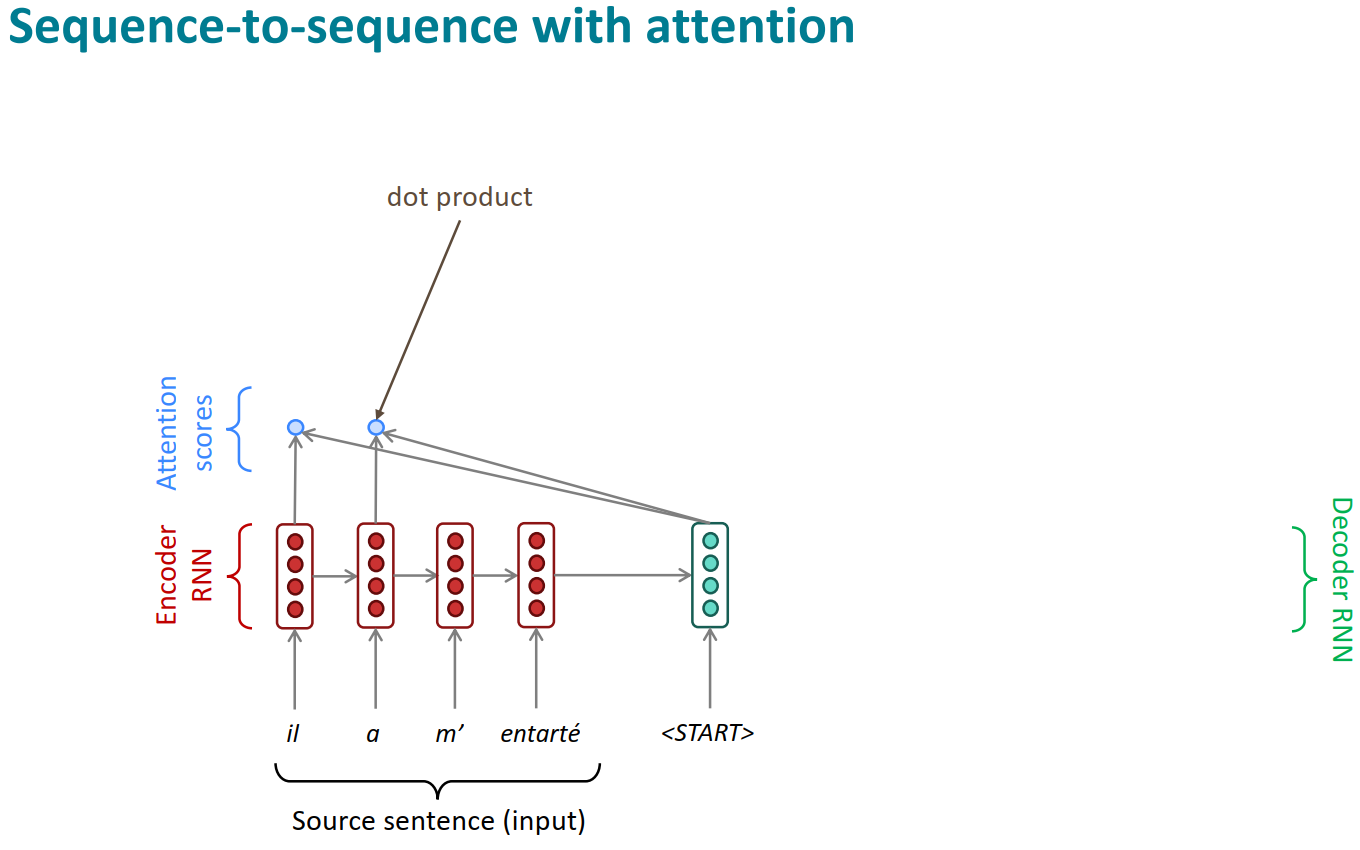 Sequence-to-sequence with attention
dot product
Attention
scores
Encoder
RNN
Decoder RNN
il a m’ entarté <START>
Source sentence (input)